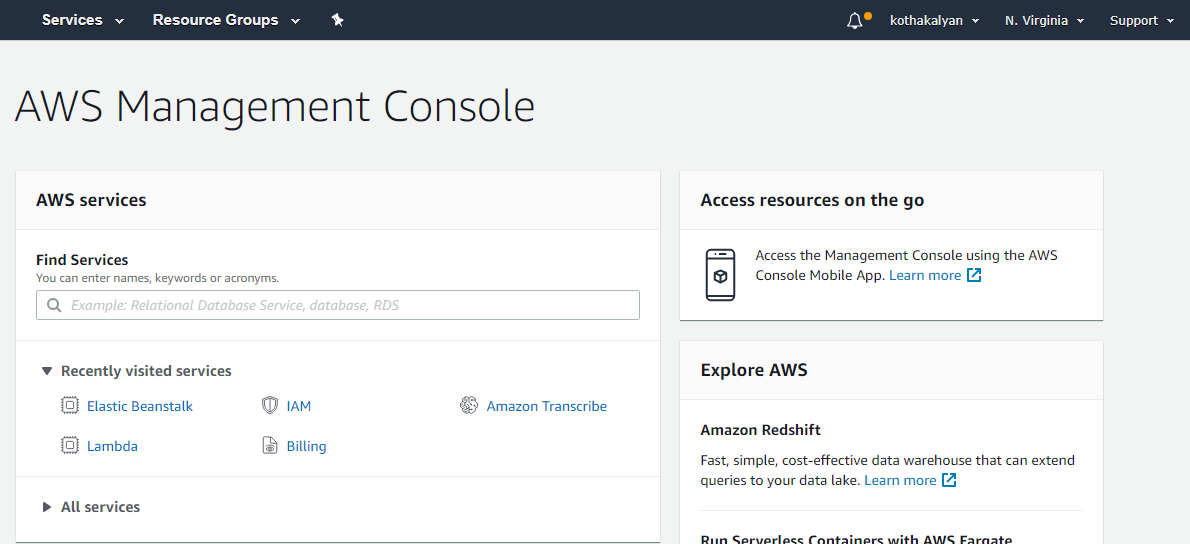 Services
Resource Groups
kothakalyan
N. Virginia
Support
AWS Management Console
AWS services
Find Services
You can enter names, keywords or acronyms.
Example: Relational Database Service, database, RDS
Recently visited services
Elastic Beanstalk
IAM
Amazon Transcribe
Lambda
Billing
All services
Access resources on the go
Access the Management Console using the AWS
Console Mobile App. Learn more
Explore AWS
Amazon Redshift
Fast, simple, cost-effective data warehouse that can extend
queries to your data lake. Learn more
Run Serverless Containers with AWS Fargate